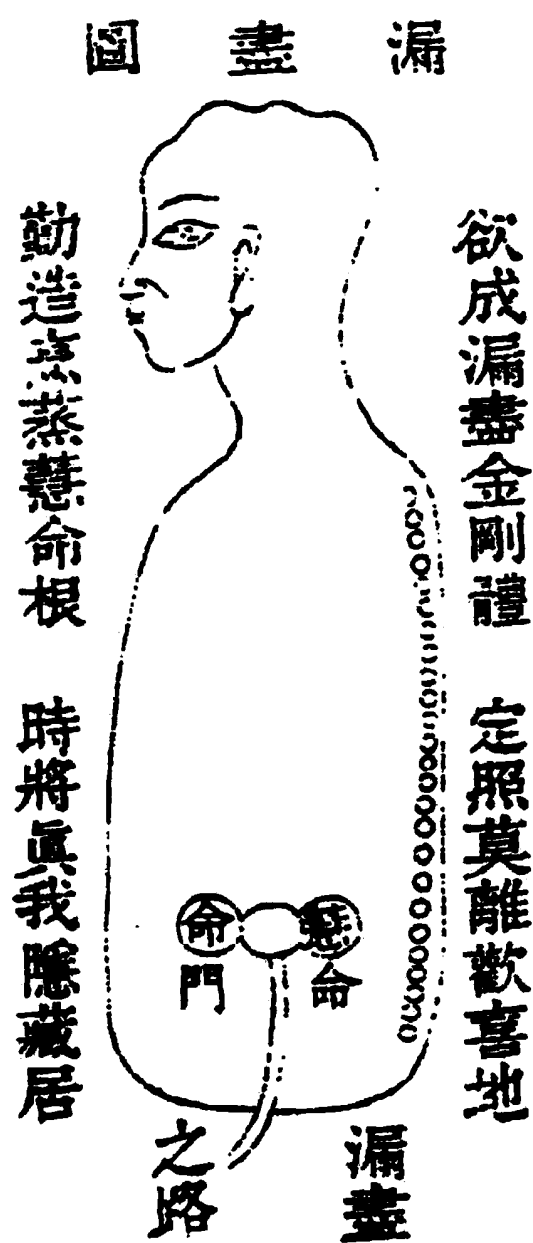 漏盡圖
欲成漏盡金剛體
勤造烹蒸慧命根
定照莫離歡喜地
時將眞我隱藏居
慧命
命門
漏盡
之路